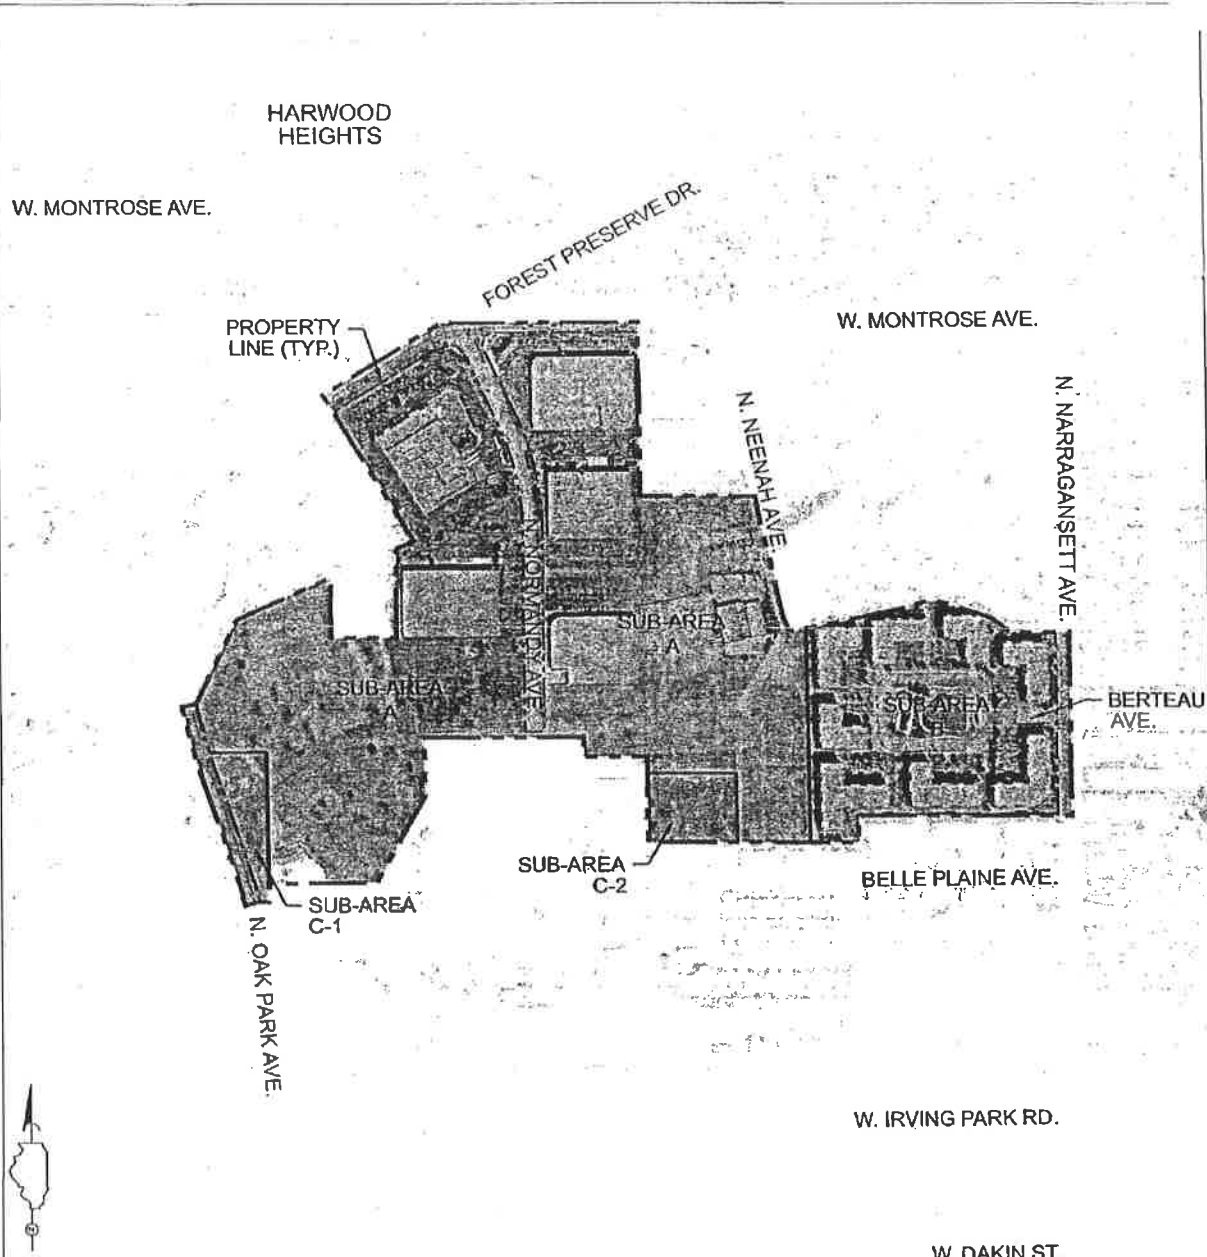 HARWOOD
HEIGHTS
W. MONTROSE AVE.
FOREST PRESERVE DR.
PROPERTY
LINE (TYP.)
W. MONTROSE AVE.
N. NEENAH AVE.
N. NARRAGANSETT AVE.
N. NORMANDY AVE.
SUB-AREA
A
SUB-AREA
A
SUB-AREA
BERTEAU
AVE.
SUB-AREA
C-2
BELLE PLAINE AVE.
SUB-AREA
C-1
N. OAK PARK AVE.
W. IRVING PARK RD.
W. DAKIN ST.